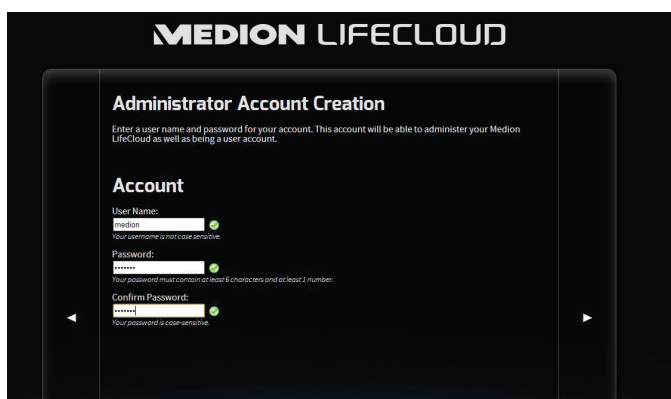 MEDION LIFECLOUD
Administrator Account Creation
Enter a user name and password for your account. This account will be able to administer your Medion
LifeCloud as well as being a user account.
Account
User Name:
medion
Your username is not case sensitive.
Password:
•••••••
Your password must contain at least 6 characters and at least 1 number.
Confirm Password:
•••••••
Your password is case-sensitive.